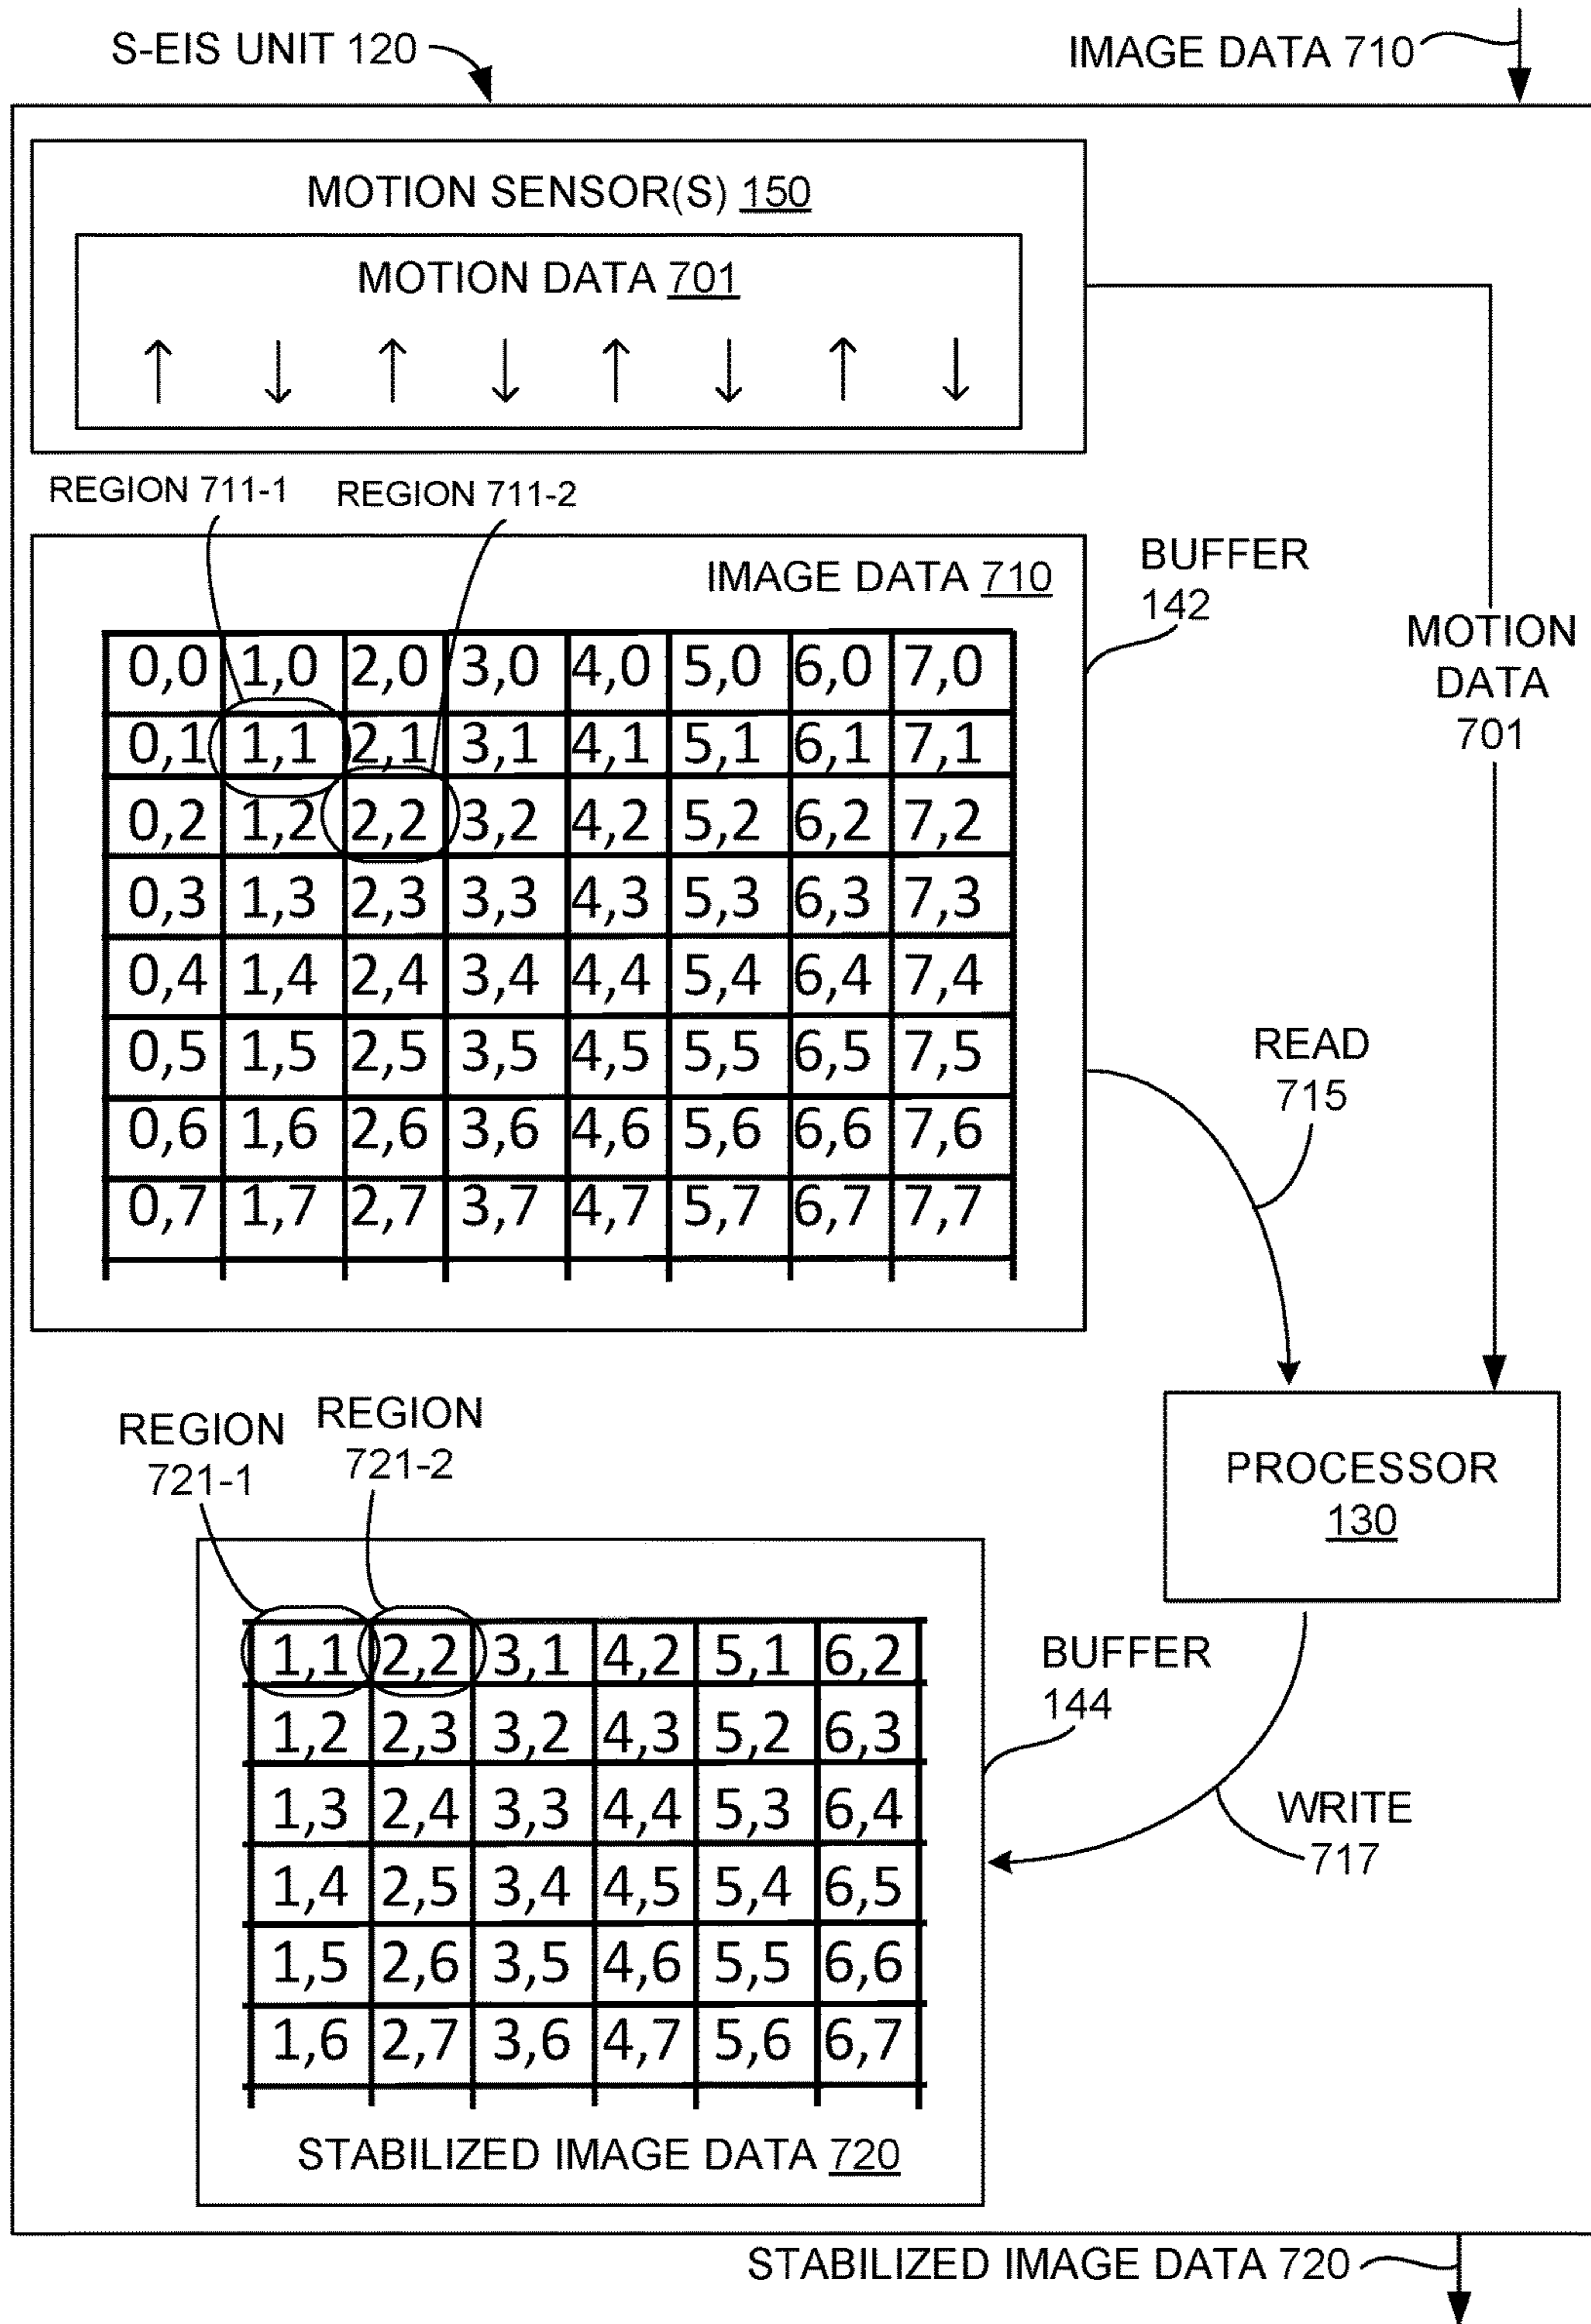 S-EIS UNIT 120
IMAGE DATA 710
MOTION SENSOR(S) 150
MOTION DATA 701
↑ ↓ ↑ ↓ ↑ ↓ ↑ ↓
REGION 711-1
REGION 711-2
IMAGE DATA 710
BUFFER
142
MOTION
DATA
701
0,0 1,0 2,0 3,0 4,0 5,0 6,0 7,0
0,1 1,1 2,1 3,1 4,1 5,1 6,1 7,1
0,2 1,2 2,2 3,2 4,2 5,2 6,2 7,2
0,3 1,3 2,3 3,3 4,3 5,3 6,3 7,3
0,4 1,4 2,4 3,4 4,4 5,4 6,4 7,4
0,5 1,5 2,5 3,5 4,5 5,5 6,5 7,5
0,6 1,6 2,6 3,6 4,6 5,6 6,6 7,6
0,7 1,7 2,7 3,7 4,7 5,7 6,7 7,7
READ
715
REGION
721-1
REGION
721-2
PROCESSOR
130
1,1 2,2 3,1 4,2 5,1 6,2
1,2 2,3 3,2 4,3 5,2 6,3
1,3 2,4 3,3 4,4 5,3 6,4
1,4 2,5 3,4 4,5 5,4 6,5
1,5 2,6 3,5 4,6 5,5 6,6
1,6 2,7 3,6 4,7 5,6 6,7
BUFFER
144
WRITE
717
STABILIZED IMAGE DATA 720
STABILIZED IMAGE DATA 720